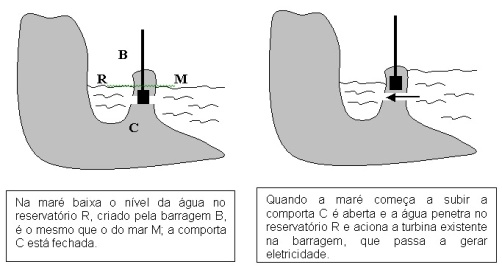 B
R
M
C
Na maré baixa o nível da água no
reservatório R, criado pela barragem B,
é o mesmo que o do mar M; a comporta
C está fechada.
Quando a maré começa a subir a
comporta C é aberta e a água penetra no
reservatório R e aciona a turbina existente
na barragem, que passa a gerar
eletricidade.